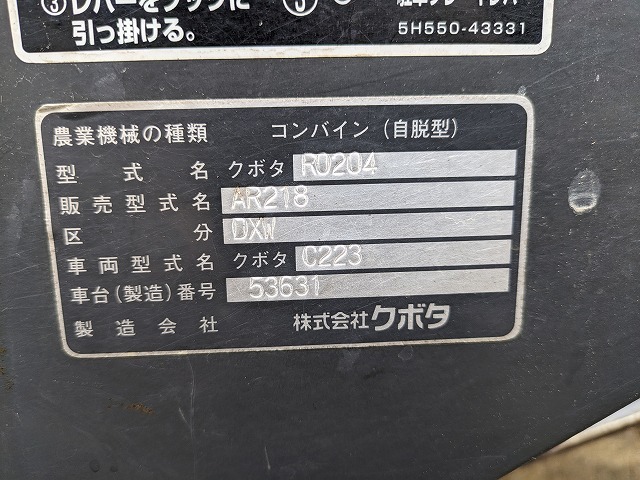 ③レバーをフックに
引っ掛ける。
5H550-43331
農業機械の種類 コンバイン（自脱型）
型式名 クボタ RO204
販売型式名 AR218
区分 DXW
車両型式名 クボタ C223
車台（製造）番号 53631
製造会社 株式会社クボタ